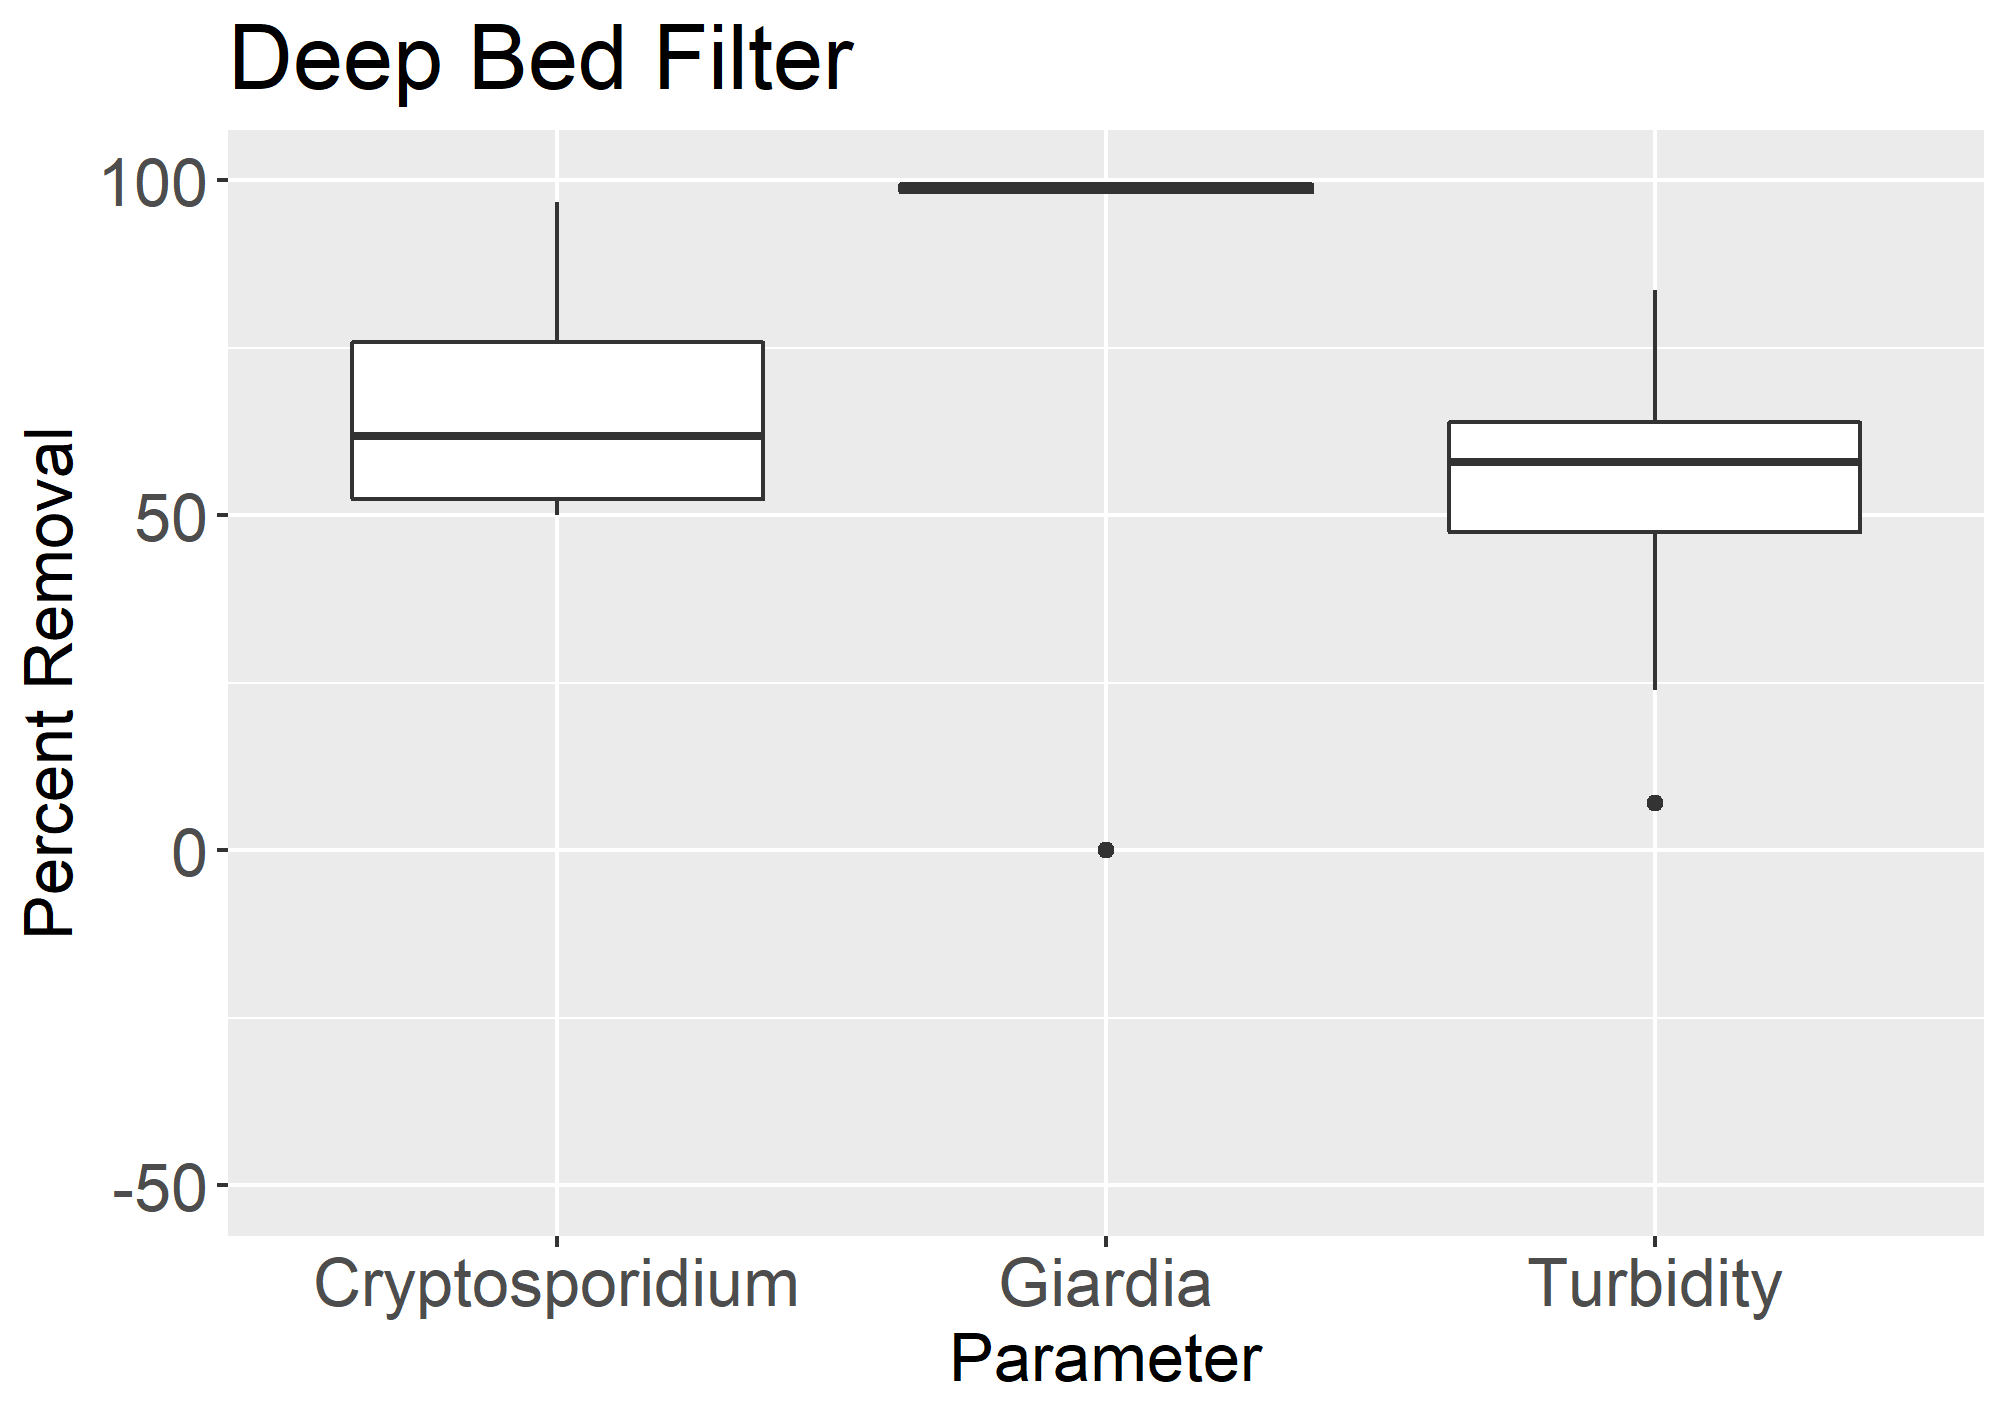 Deep Bed Filter
Percent Removal
100
50
0
-50
Cryptosporidium
Giardia
Turbidity
Parameter